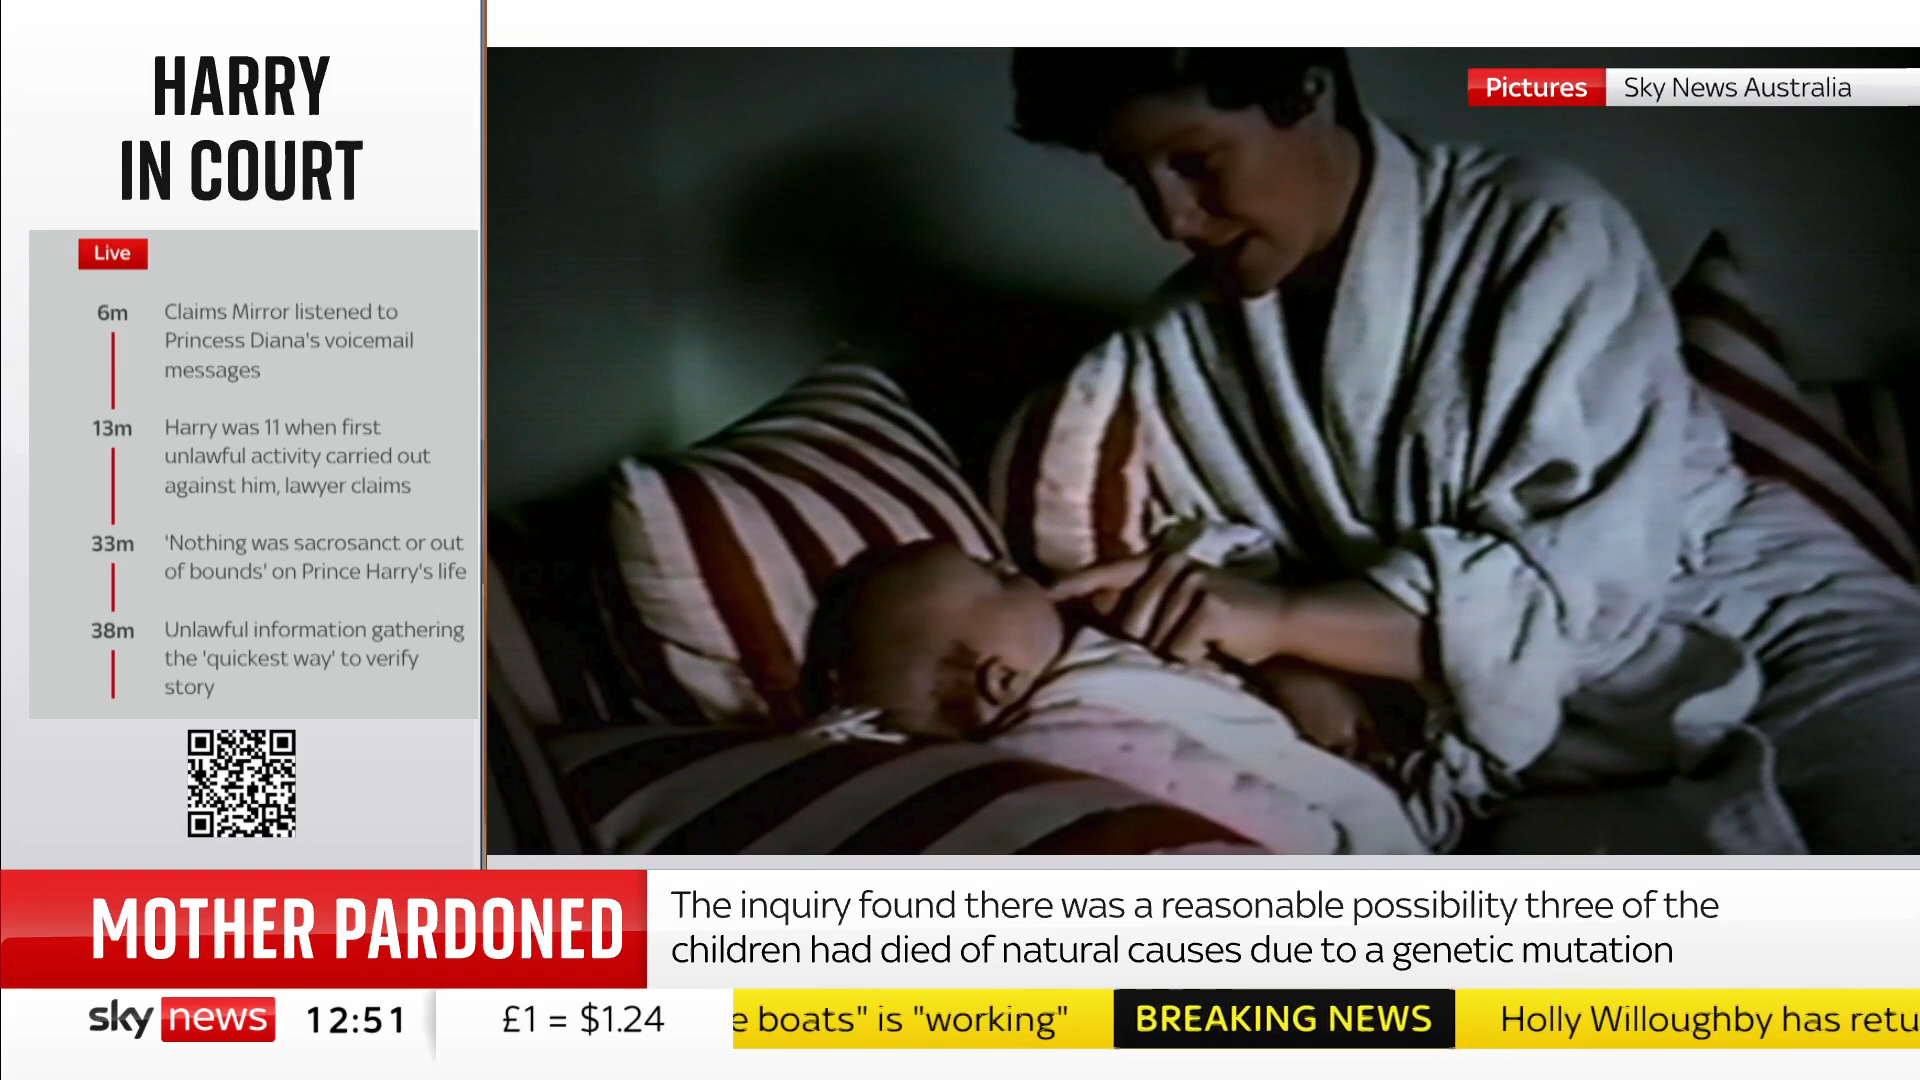 HARRY
IN COURT
Live
6m
Claims Mirror listened to
Princess Diana's voicemail
messages
13m
Harry was 11 when first
unlawful activity carried out
against him, lawyer claims
33m
'Nothing was sacrosanct or out
of bounds' on Prince Harry's life
38m
Unlawful information gathering
the 'quickest way' to verify
story
Pictures Sky News Australia
MOTHER PARDONED
The inquiry found there was a reasonable possibility three of the
children had died of natural causes due to a genetic mutation
sky news 12:51 £1 = $1.24 e boats" is "working" BREAKING NEWS Holly Willoughby has retu